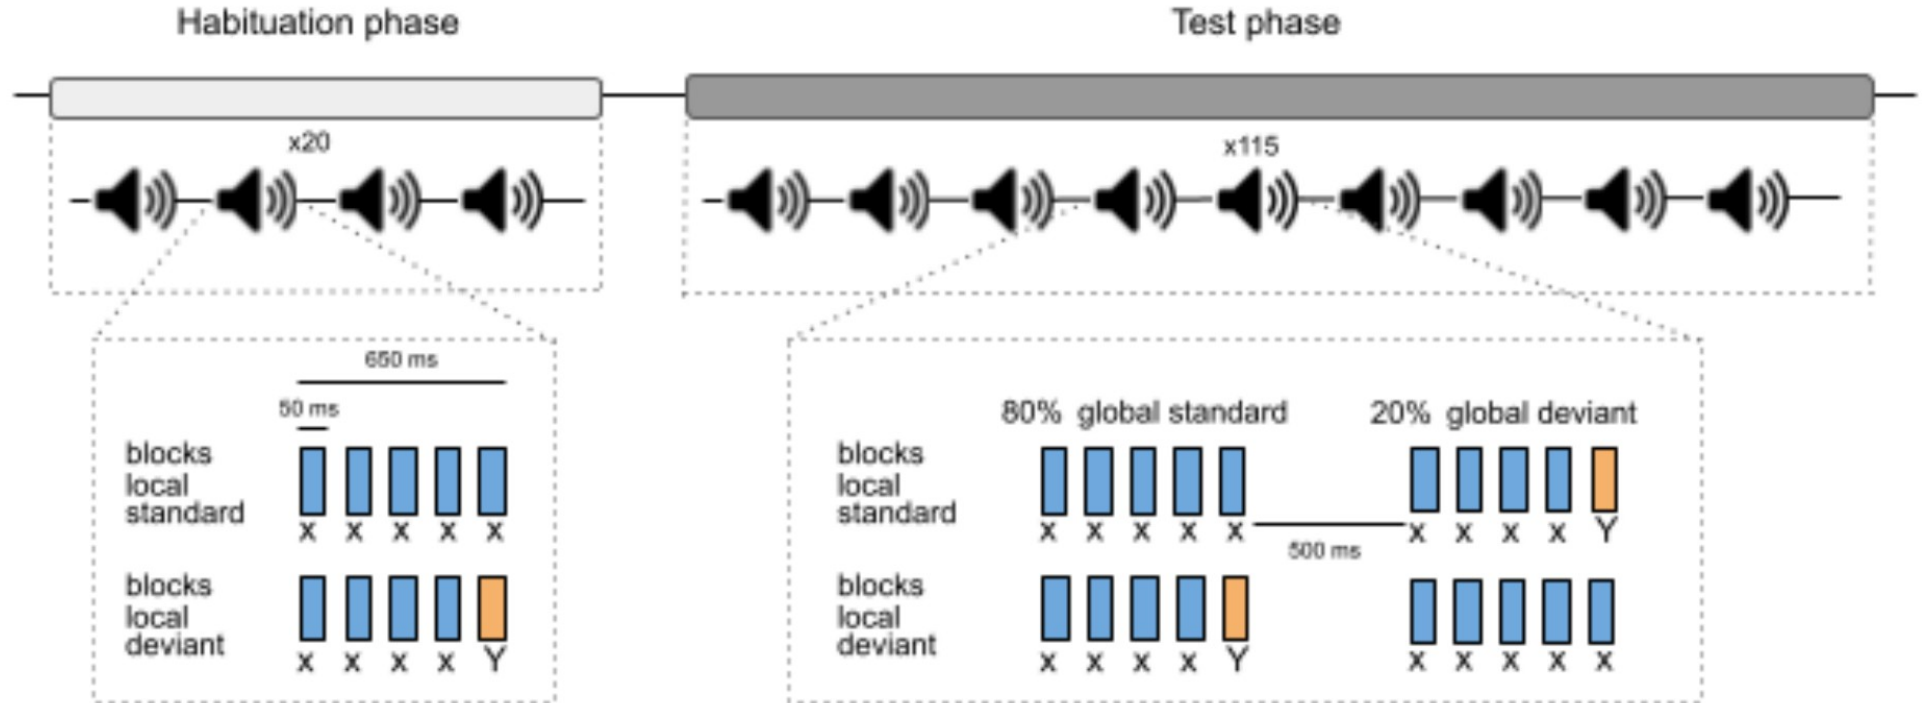 Habituation phase
Test phase
x20
x115
650 ms
50 ms
blocks
local
standard
x x x x x
blocks
local
deviant
x x x x Y
80% global standard
20% global deviant
blocks
local
standard
x x x x x
500 ms
x x x x Y
blocks
local
deviant
x x x x Y
x x x x x